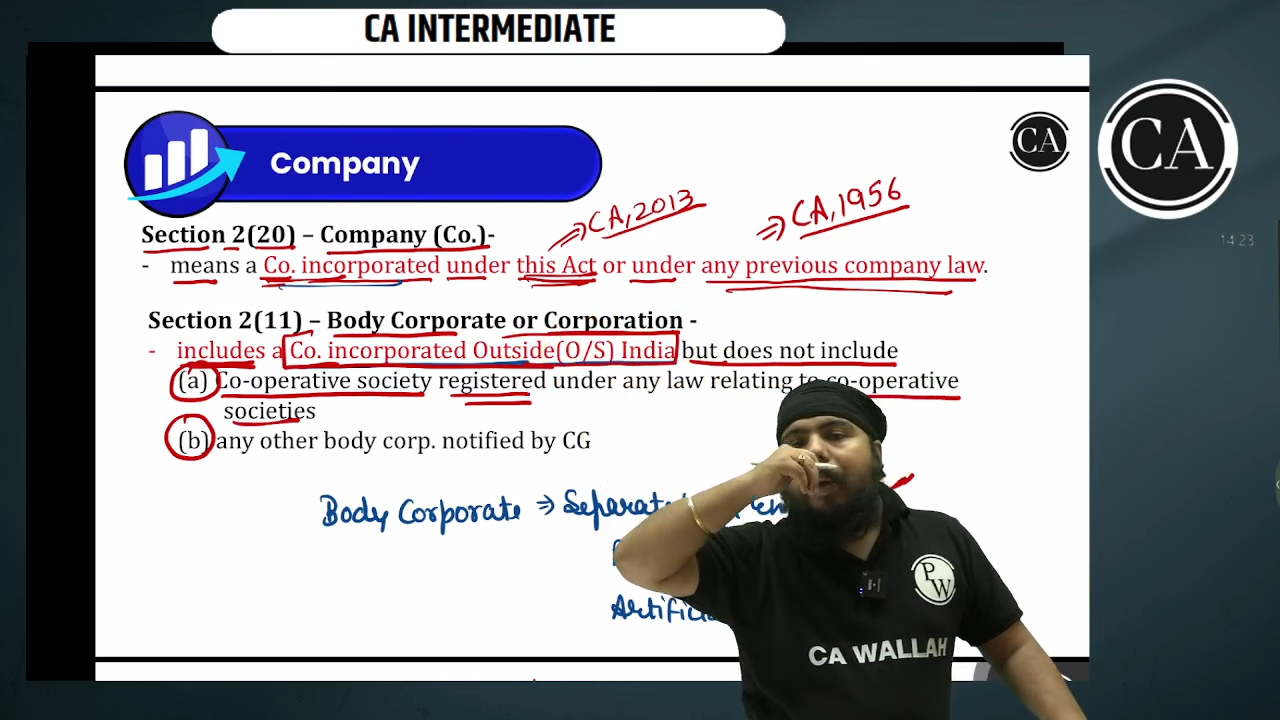 CA INTERMEDIATE
CA
CA
Company
⇒ CA, 2013
⇒ CA, 1956
Section 2(20) – Company (Co.)-
- means a Co. incorporated under this Act or under any previous company law.
14:23
Section 2(11) – Body Corporate or Corporation -
- includes a Co. incorporated Outside(O/S) India but does not include
(a) Co-operative society registered under any law relating to co-operative
societies
(b) any other body corp. notified by CG
Body Corporate ⇒
PW
CA WALLAH